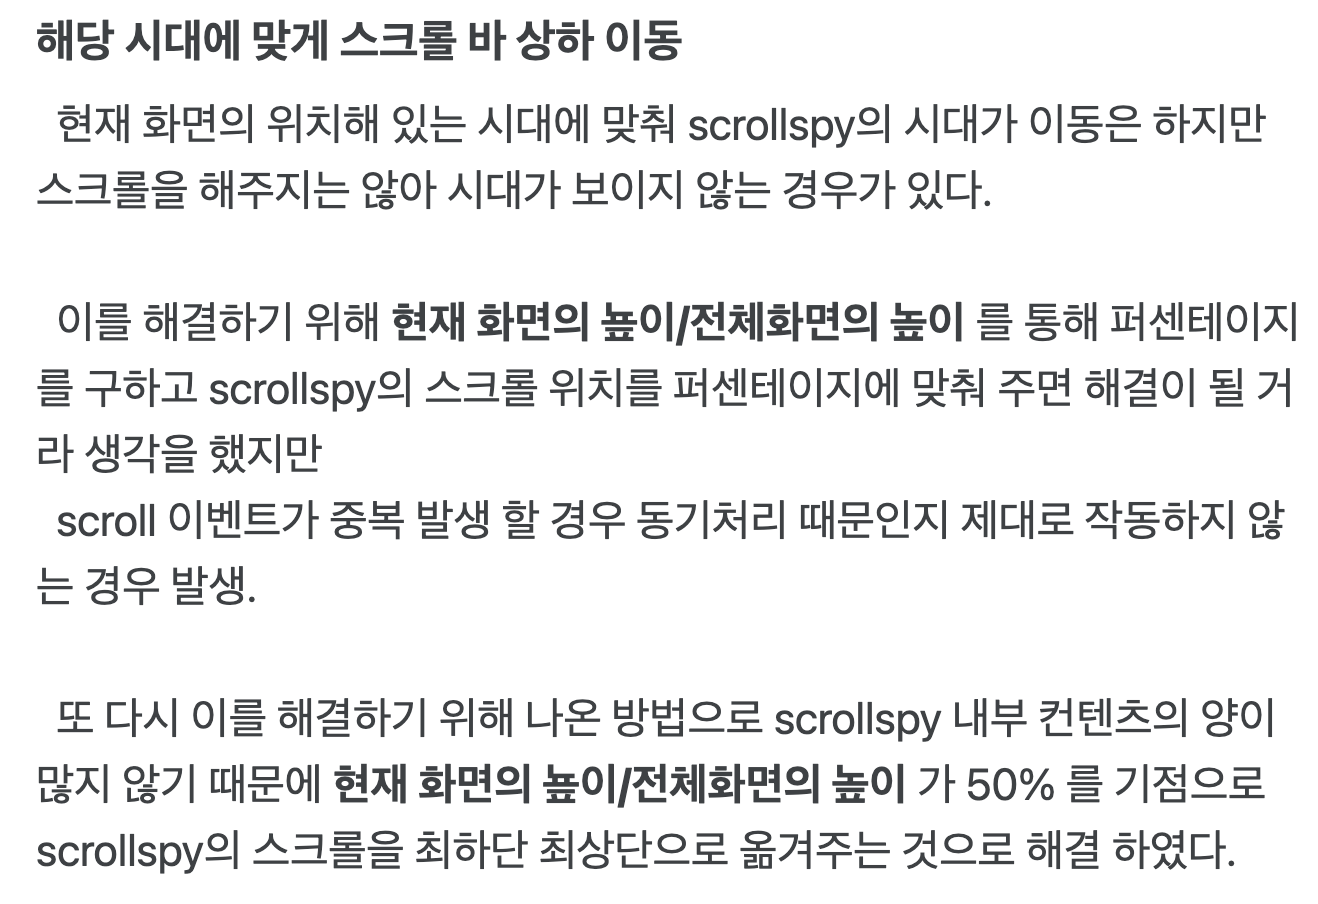 해당 시대에 맞게 스크롤 바 상하 이동
현재 화면의 위치해 있는 시대에 맞춰 scrollspy의 시대가 이동은 하지만
스크롤을 해주지는 않아 시대가 보이지 않는 경우가 있다.
이를 해결하기 위해 현재 화면의 높이/전체화면의 높이 를 통해 퍼센테이지
를 구하고 scrollspy의 스크롤 위치를 퍼센테이지에 맞춰 주면 해결이 될 거
라 생각을 했지만
scroll 이벤트가 중복 발생 할 경우 동기처리 때문인지 제대로 작동하지 않
는 경우 발생.
또 다시 이를 해결하기 위해 나온 방법으로 scrollspy 내부 컨텐츠의 양이
많지 않기 때문에 현재 화면의 높이/전체화면의 높이 가 50% 를 기점으로
scrollspy의 스크롤을 최하단 최상단으로 옮겨주는 것으로 해결 하였다.